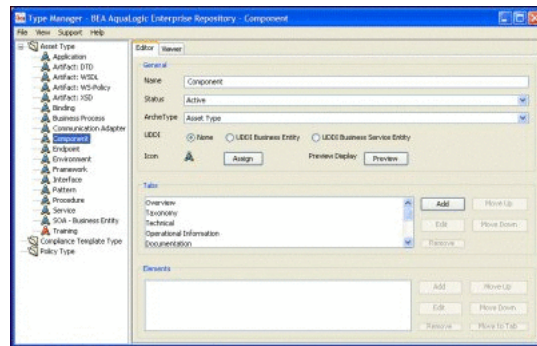 Type Manager - BEA AquaLogic Enterprise Repository - Component
File View Support Help
Asset Type
Application
Artifact: DTD
Artifact: WSDL
Artifact: WS-Policy
Artifact: XSD
Binding
Business Process
Communication Adapter
Component
Endpoint
Environment
Framework
Interface
Pattern
Procedure
Service
SOA - Business Entity
Training
Compliance Template Type
Policy Type
Editor Viewer
General
Name Component
Status Active
ArcheType Asset Type
UDDI None UDDI Business Entity UDDI Business Service Entity
Icon Assign Preview Display Preview
Tabs
Overview
Taxonomy
Technical
Operational Information
Documentation
Add Move Up
Edit Move Down
Remove
Elements
Add Move Up
Edit Move Down
Remove Move to Tab